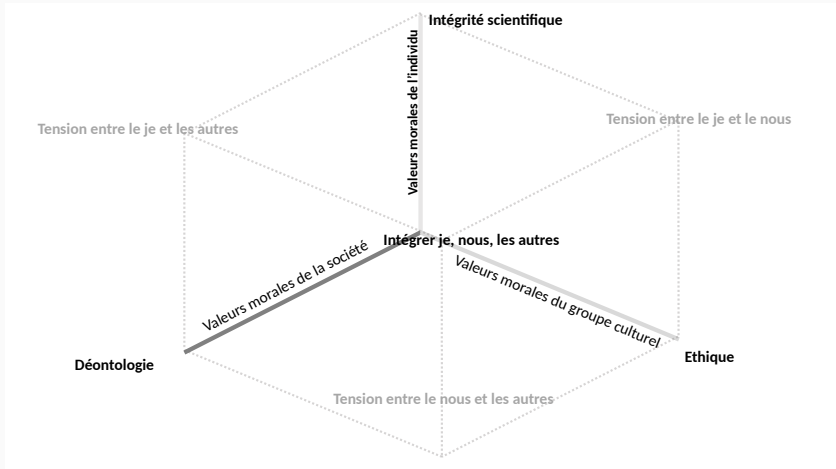 Intégrité scientifique
Valeurs morales de l'individu
Tension entre le je et les autres
Tension entre le je et le nous
Intégrer je, nous, les autres
Valeurs morales de la société
Valeurs morales du groupe culturel
Déontologie
Ethique
Tension entre le nous et les autres